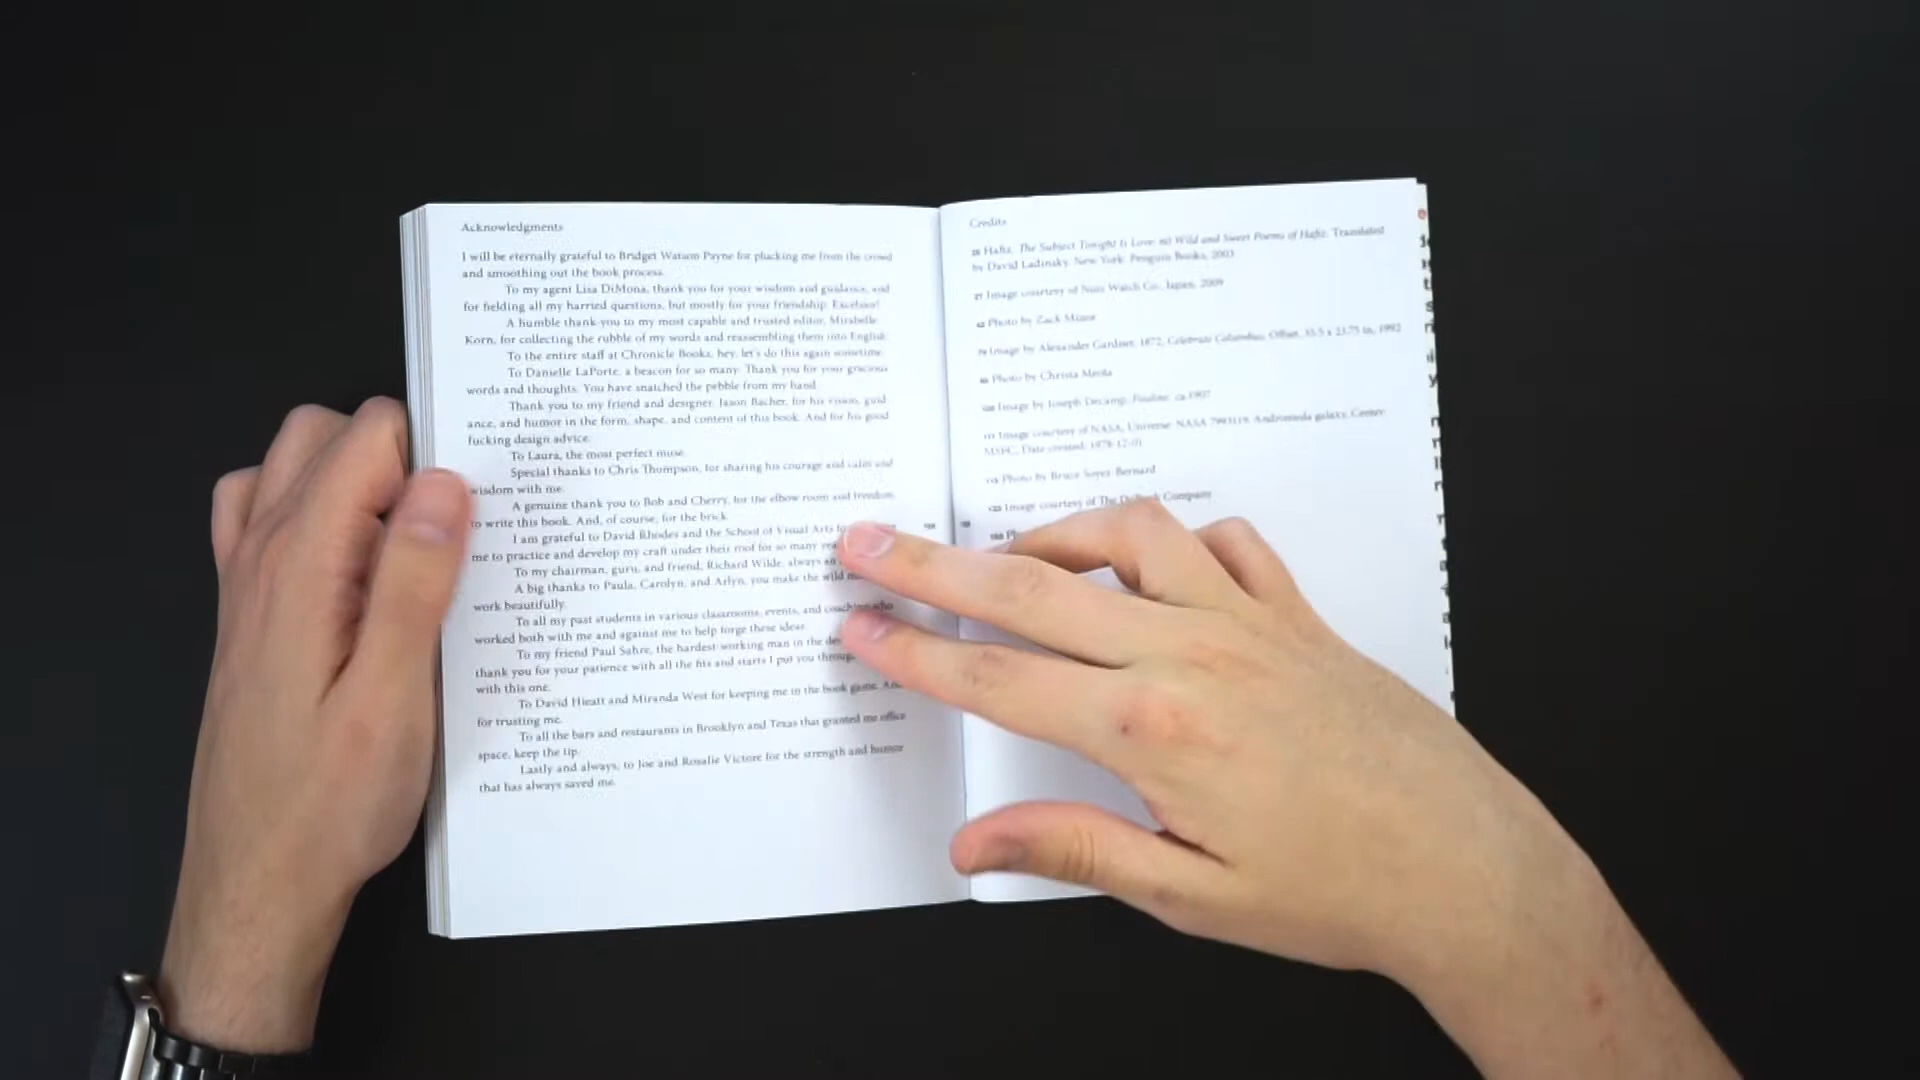 Acknowledgments
I will be eternally grateful to Bridget Watson Payne for plucking me from the crowd
and smoothing out the book process.
To my agent Lisa DiMona, thank you for your wisdom and guidance, and
for fielding all my harried questions, but mostly for your friendship. Excelsior!
A humble thank-you to my most capable and trusted editor, Mirabelle
Korn, for collecting the rubble of my words and reassembling them into English.
To the entire staff at Chronicle Books, hey, let's do this again sometime.
To Danielle LaPorte, a beacon for so many. Thank you for your gracious
words and thoughts. You have snatched the pebble from my hand.
Thank you to my friend and designer, Jason Bacher, for his vision, guid
ance, and humor in the form, shape, and content of this book. And for his good
fucking design advice.
To Laura, the most perfect muse.
Special thanks to Chris Thompson, for sharing his courage and calm and
wisdom with me.
A genuine thank you to Bob and Cherry, for the elbow room and freedom
to write this book. And, of course, for the brick.
I am grateful to David Rhodes and the School of Visual Arts
me to practice and develop my craft under their roof for so many
To my chairman, guru, and friend, Richard Wilde, always an
A big thanks to Paula, Carolyn, and Arlyn, you make the wild
work beautifully.
To all my past students in various classrooms, events, and coaching who
worked both with me and against me to help forge these ideas.
To my friend Paul Sahre, the hardest-working man in the
thank you for your patience with all the fits and starts I put you through
with this one.
To David Hieatt and Miranda West for keeping me in the book game. And
for trusting me.
To all the bars and restaurants in Brooklyn and Texas that granted me office
space, keep the tip.
Lastly and always, to Joe and Rosalie Victore for the strength and humor
that has always saved me.
Credits
Hafiz. The Subject Tonight Is Love: 60 Wild and Sweet Poems of Hafiz. Translated
by David Ladinsky. New York: Penguin Books, 2003
Image courtesy of Watch Co., Japan, 2009
Photo by Zack
Image by Alexander Gardner, 1872, Celebrate Columbus, Offset, 35.5 x 23.75 in, 1992
Photo by Christa
Image by Joseph Decamp, Pauline, ca.1907
Image courtesy of NASA, Universe: NASA Andromeda galaxy, Center:
MSFC, Date created:
Photo by Bruce Bernard
Image courtesy of The Company